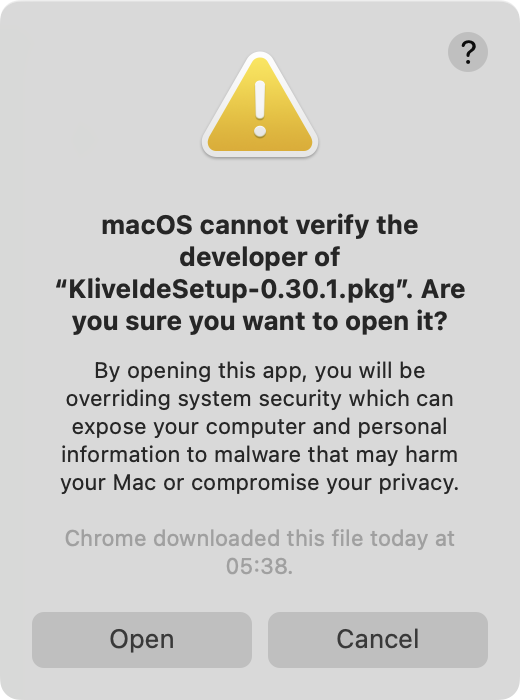 ?
macOS cannot verify the
developer of
“KliveIdeSetup-0.30.1.pkg”. Are
you sure you want to open it?
By opening this app, you will be
overriding system security which can
expose your computer and personal
information to malware that may harm
your Mac or compromise your privacy.
Chrome downloaded this file today at
05:38.
Open
Cancel